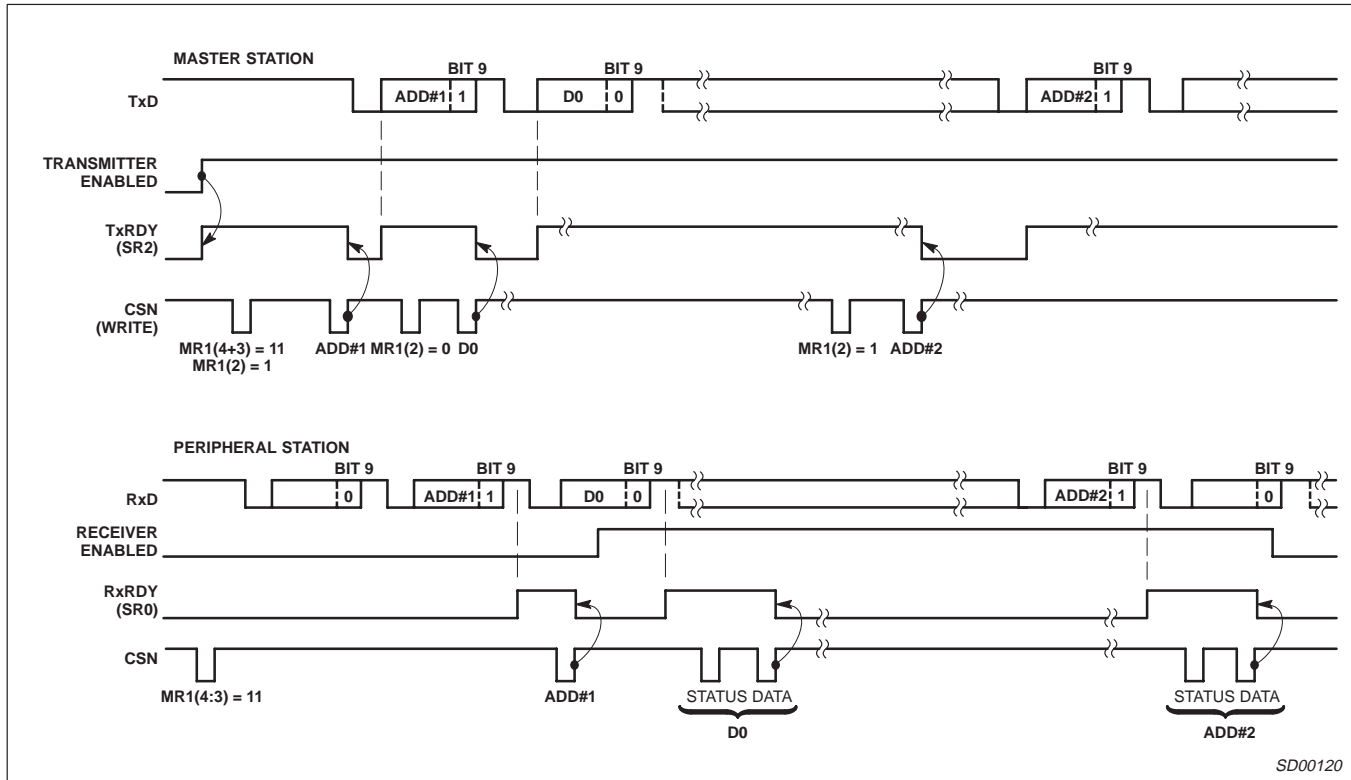 MASTER STATION
BIT 9 BIT 9 BIT 9
TxD
ADD#1 1 D0 0 ADD#2 1
TRANSMITTER
ENABLED
TxRDY
(SR2)
CSN
(WRITE)
MR1(4+3) = 11 ADD#1 MR1(2) = 0 D0 MR1(2) = 1 ADD#2
MR1(2) = 1
PERIPHERAL STATION
BIT 9 BIT 9 BIT 9 BIT 9 BIT 9
RxD
0 ADD#1 1 D0 0 ADD#2 1 0
RECEIVER
ENABLED
RxRDY
(SR0)
CSN
MR1(4:3) = 11 ADD#1 STATUS DATA STATUS DATA
D0 ADD#2
SD00120